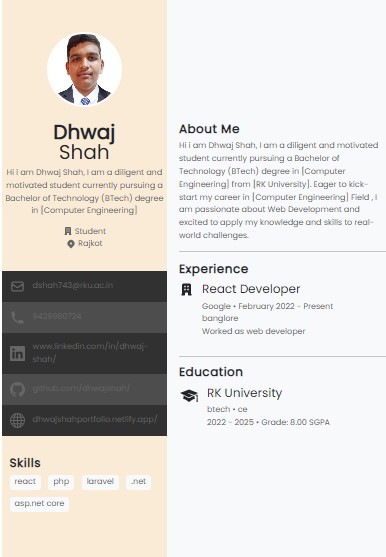 Dhwaj
Shah
Hi i am Dhwaj Shah, I am a diligent and
motivated student currently pursuing a
Bachelor of Technology (BTech) degree
in [Computer Engineering]
Student
Rajkot
dshah743@rku.ac.in
9429980724
www.linkedin.com/in/dhwaj-
shah/
github.com/dhwajshah/
dhwajshahportfolio.netlify.app/
Skills
react php laravel .net
asp.net core
About Me
Hi i am Dhwaj Shah, I am a diligent and motivated
student currently pursuing a Bachelor of
Technology (BTech) degree in [Computer
Engineering] from [RK University]. Eager to kick-
start my career in [Computer Engineering] Field , I
am passionate about Web Development and
excited to apply my knowledge and skills to real-
world challenges.
Experience
React Developer
Google • February 2022 - Present
banglore
Worked as web developer
Education
RK University
btech • ce
2022 - 2025 • Grade: 8.00 SGPA